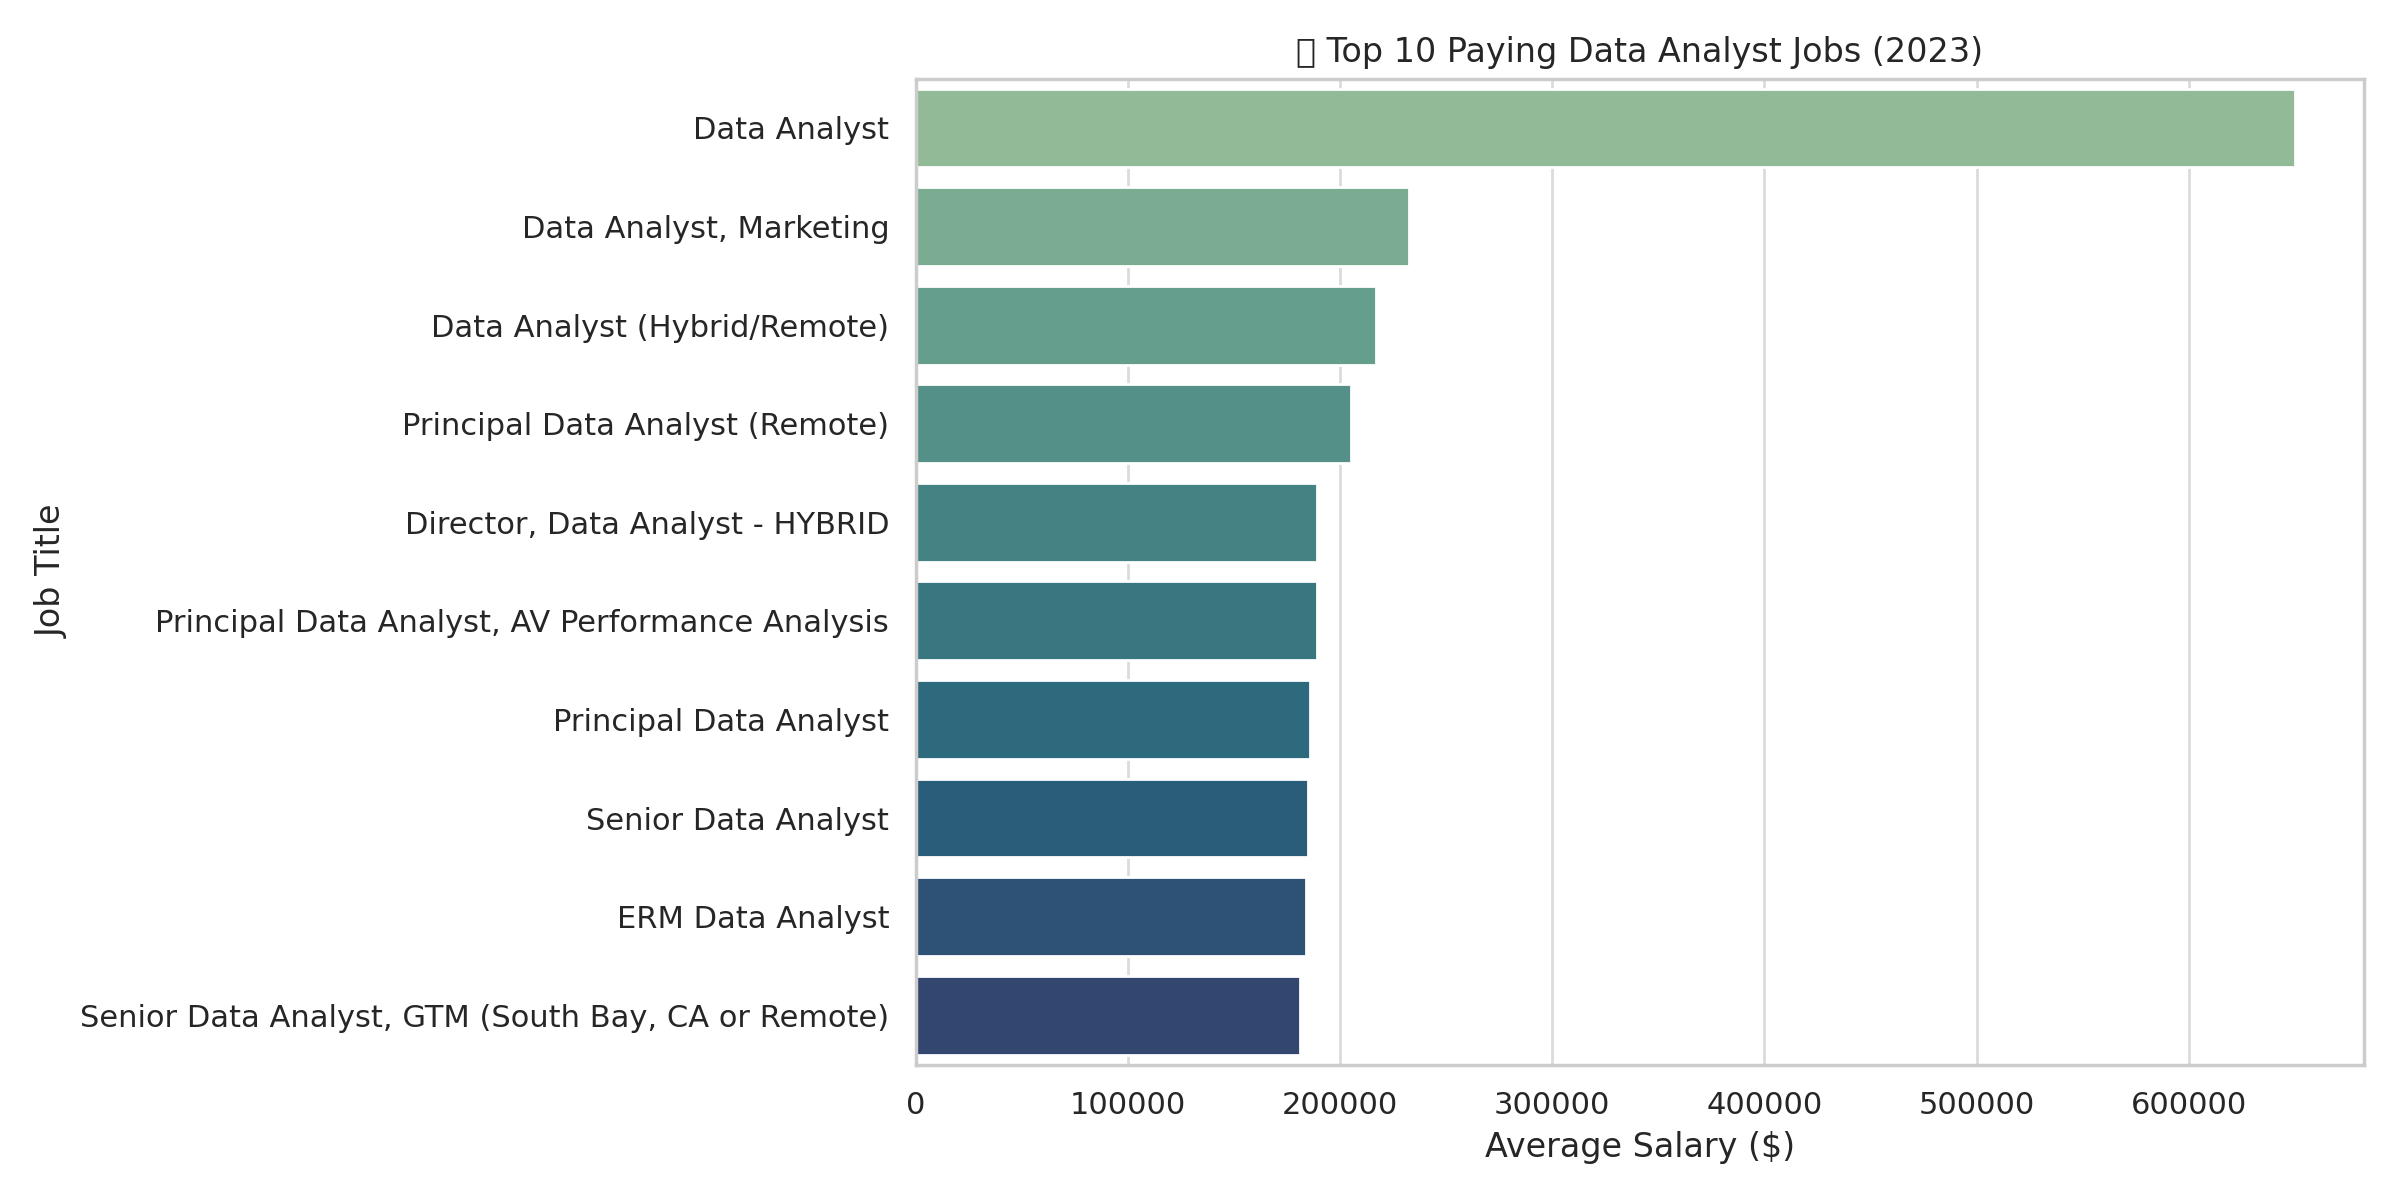 ▯ Top 10 Paying Data Analyst Jobs (2023)
Data Analyst
Data Analyst, Marketing
Data Analyst (Hybrid/Remote)
Principal Data Analyst (Remote)
Director, Data Analyst - HYBRID
Principal Data Analyst, AV Performance Analysis
Principal Data Analyst
Senior Data Analyst
ERM Data Analyst
Senior Data Analyst, GTM (South Bay, CA or Remote)
Job Title
0 100000 200000 300000 400000 500000 600000
Average Salary ($)